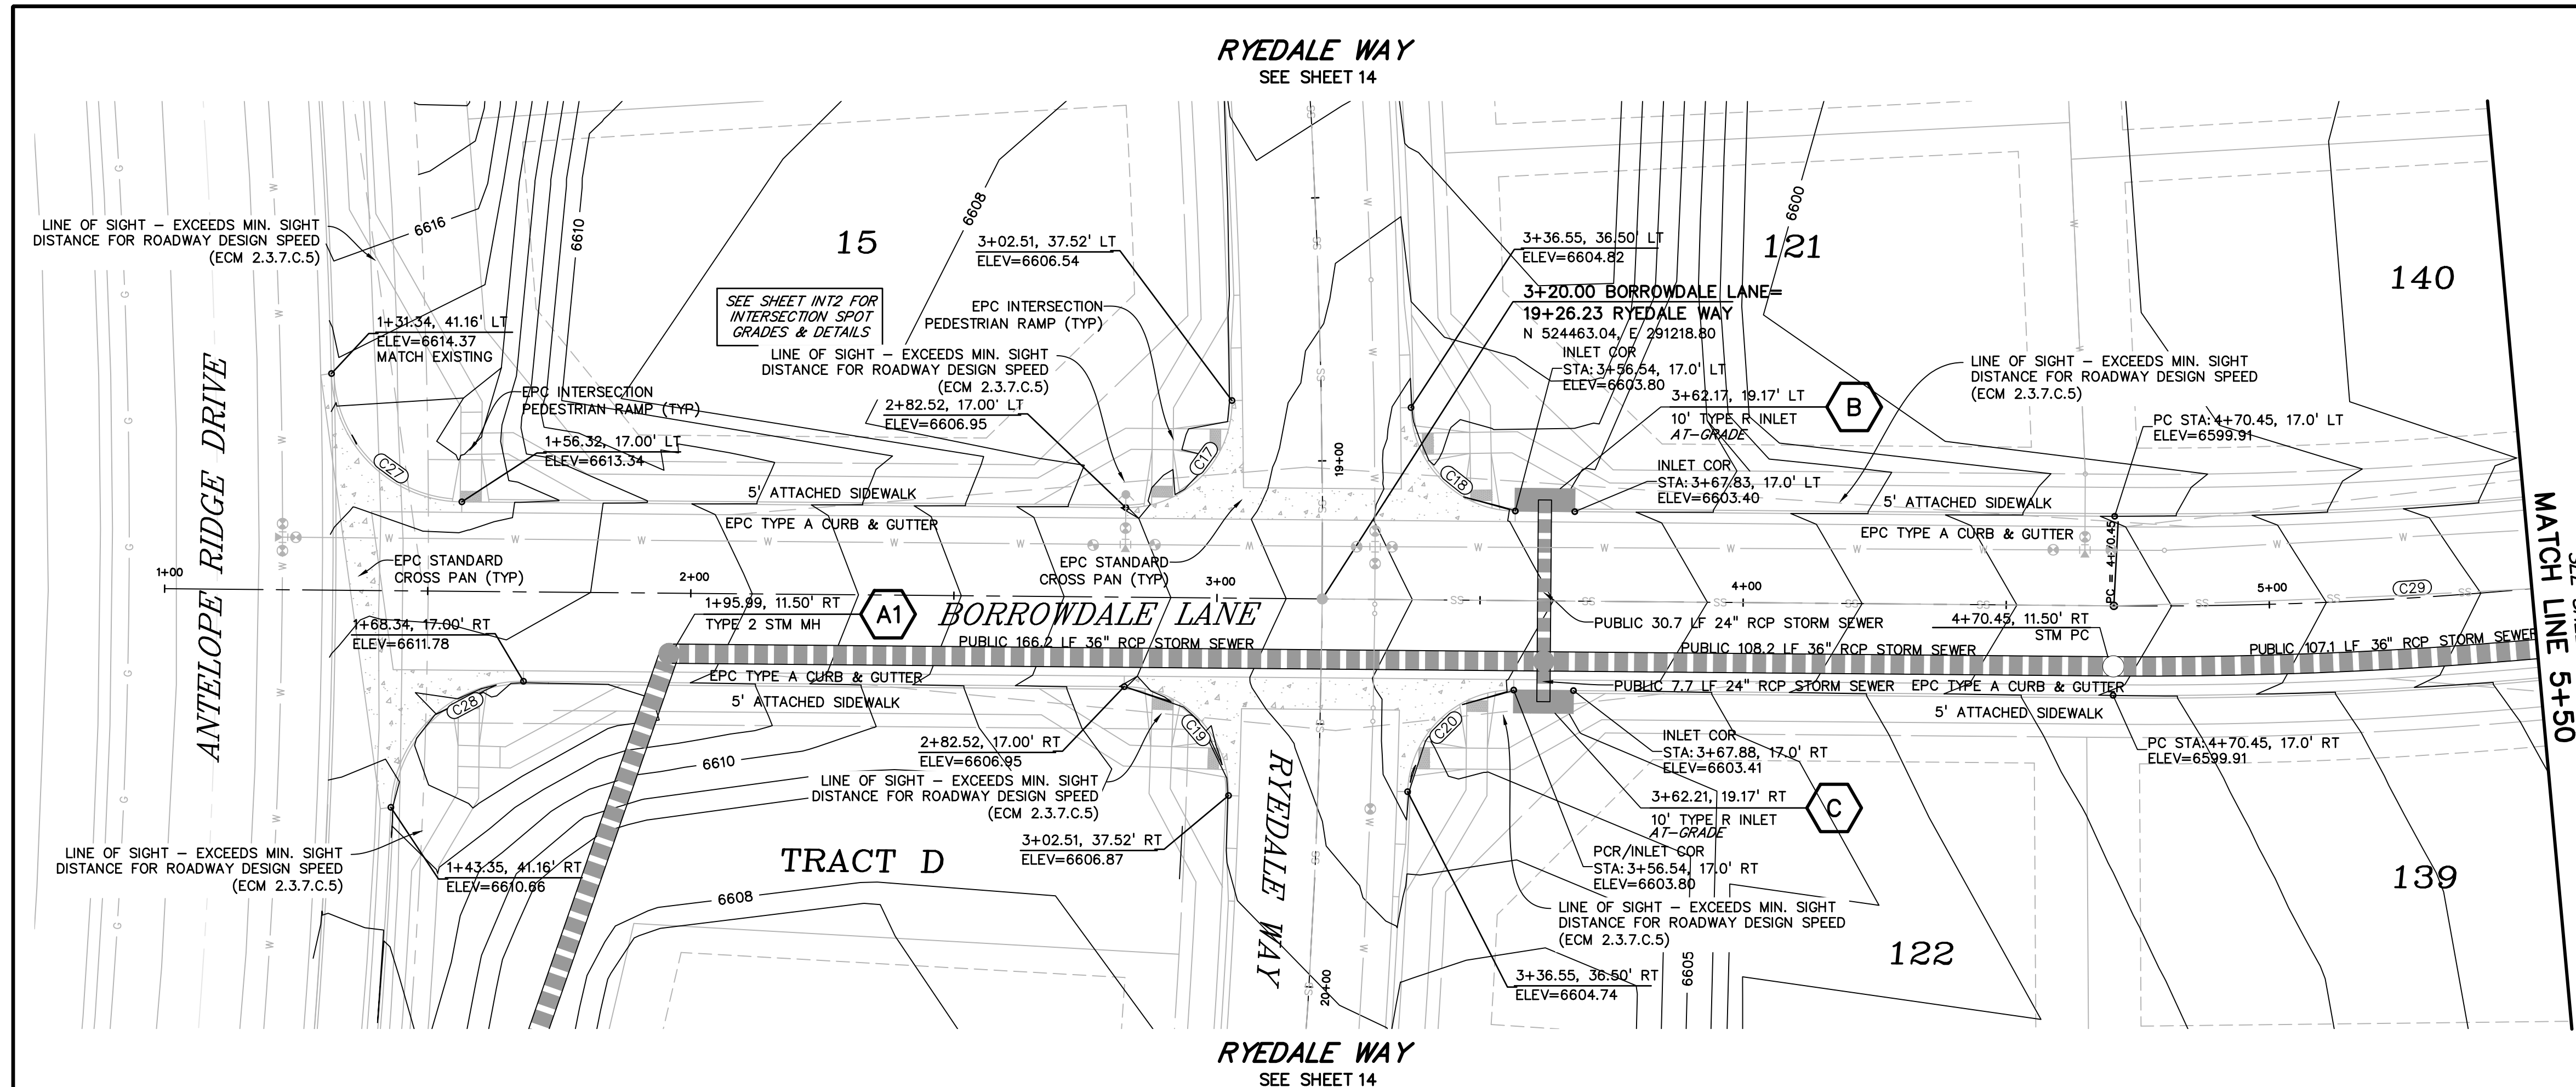 RYEDALE WAY
SEE SHEET 14
LINE OF SIGHT – EXCEEDS MIN. SIGHT
DISTANCE FOR ROADWAY DESIGN SPEED
(ECM 2.3.7.C.5)
6616
6610
15
6608
3+02.51, 37.52' LT
ELEV=6606.54
3+36.55, 36.50' LT
ELEV=6604.82
6600
121
140
SEE SHEET INT2 FOR
INTERSECTION SPOT
GRADES & DETAILS
EPC INTERSECTION
PEDESTRIAN RAMP (TYP)
3+20.00 BORROWDALE LANE=
19+26.23 RYEDALE WAY
N 524463.04, E 291218.80
1+31.34, 41.16' LT
ELEV=6614.37
MATCH EXISTING
LINE OF SIGHT – EXCEEDS MIN. SIGHT
DISTANCE FOR ROADWAY DESIGN SPEED
(ECM 2.3.7.C.5)
INLET COR
STA: 3+56.54, 17.0' LT
ELEV=6603.80
LINE OF SIGHT – EXCEEDS MIN. SIGHT
DISTANCE FOR ROADWAY DESIGN SPEED
(ECM 2.3.7.C.5)
EPC INTERSECTION
PEDESTRIAN RAMP (TYP)
2+82.52, 17.00' LT
ELEV=6606.95
3+62.17, 19.17' LT
10' TYPE R INLET
AT-GRADE
B
PC STA: 4+70.45, 17.0' LT
ELEV=6599.91
1+56.32, 17.00' LT
ELEV=6613.34
C27
C17
C18
19+00
INLET COR
STA: 3+67.83, 17.0' LT
ELEV=6603.40
5' ATTACHED SIDEWALK
5' ATTACHED SIDEWALK
EPC TYPE A CURB & GUTTER
EPC TYPE A CURB & GUTTER
ANTELOPE RIDGE DRIVE
EPC STANDARD
CROSS PAN (TYP)
EPC STANDARD
CROSS PAN (TYP)
PC = 4+70.45
MATCH LINE 5+50
1+00
2+00
3+00
4+00
5+00
C29
1+95.99, 11.50' RT
TYPE 2 STM MH
A1
BORROWDALE LANE
PUBLIC 30.7 LF 24" RCP STORM SEWER
4+70.45, 11.50' RT
STM PC
1+68.34, 17.00' RT
ELEV=6611.78
PUBLIC 166.2 LF 36" RCP STORM SEWER
PUBLIC 108.2 LF 36" RCP STORM SEWER
PUBLIC 107.1 LF 36" RCP STORM SEWER
EPC TYPE A CURB & GUTTER
PUBLIC 7.7 LF 24" RCP STORM SEWER
EPC TYPE A CURB & GUTTER
5' ATTACHED SIDEWALK
5' ATTACHED SIDEWALK
C28
C19
C20
2+82.52, 17.00' RT
ELEV=6606.95
INLET COR
STA: 3+67.88, 17.0' RT
ELEV=6603.41
PC STA: 4+70.45, 17.0' RT
ELEV=6599.91
6610
LINE OF SIGHT – EXCEEDS MIN. SIGHT
DISTANCE FOR ROADWAY DESIGN SPEED
(ECM 2.3.7.C.5)
3+62.21, 19.17' RT
10' TYPE R INLET
AT-GRADE
C
RYEDALE WAY
3+02.51, 37.52' RT
ELEV=6606.87
TRACT D
LINE OF SIGHT – EXCEEDS MIN. SIGHT
DISTANCE FOR ROADWAY DESIGN SPEED
(ECM 2.3.7.C.5)
1+43.35, 41.16' RT
ELEV=6610.66
PCR/INLET COR
STA: 3+56.54, 17.0' RT
ELEV=6603.80
139
6608
LINE OF SIGHT – EXCEEDS MIN. SIGHT
DISTANCE FOR ROADWAY DESIGN SPEED
(ECM 2.3.7.C.5)
122
6605
3+36.55, 36.50' RT
ELEV=6604.74
20+00
RYEDALE WAY
SEE SHEET 14